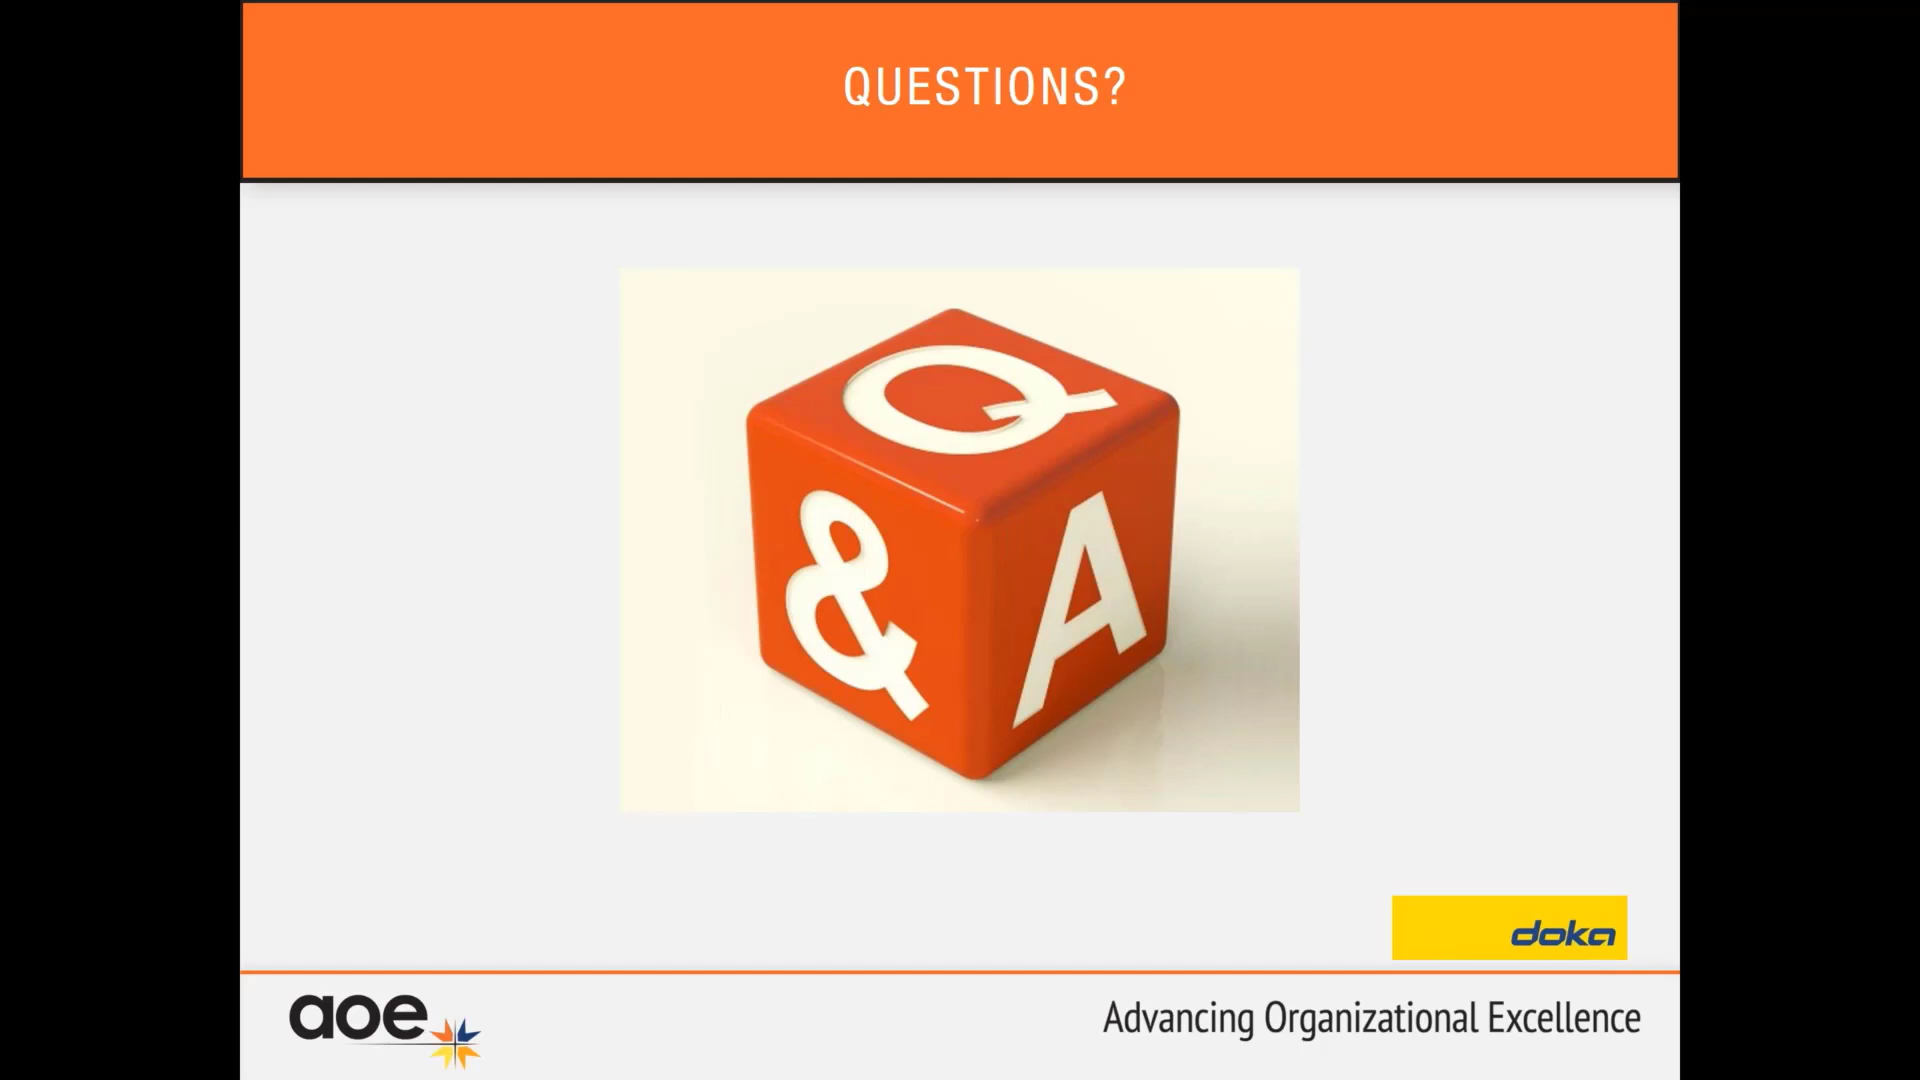 QUESTIONS?
Q
& A
doka
aoe
Advancing Organizational Excellence